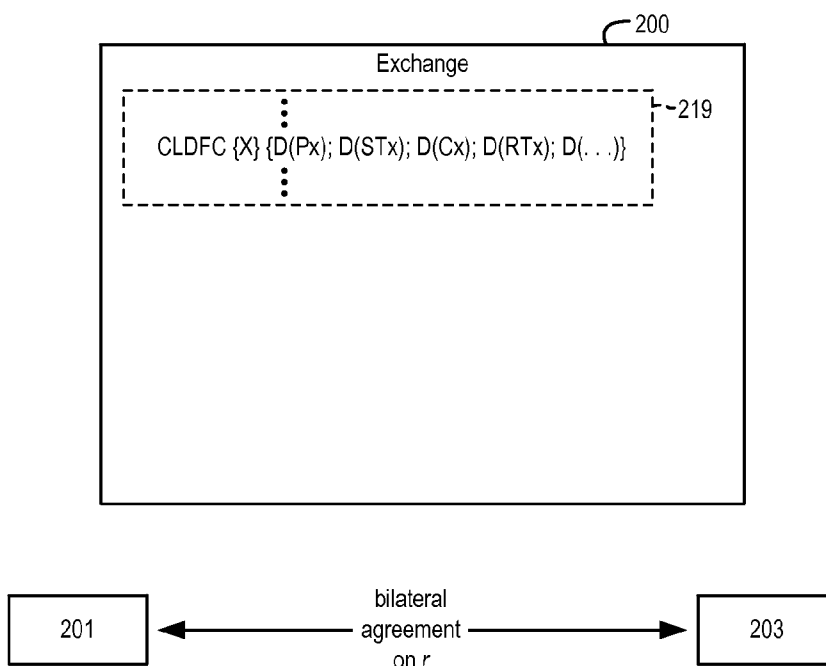 200
Exchange
219
CLDFC {X} {D(Px); D(STx); D(Cx); D(RTx); D(. . .)}
201
bilateral
agreement
on r
203